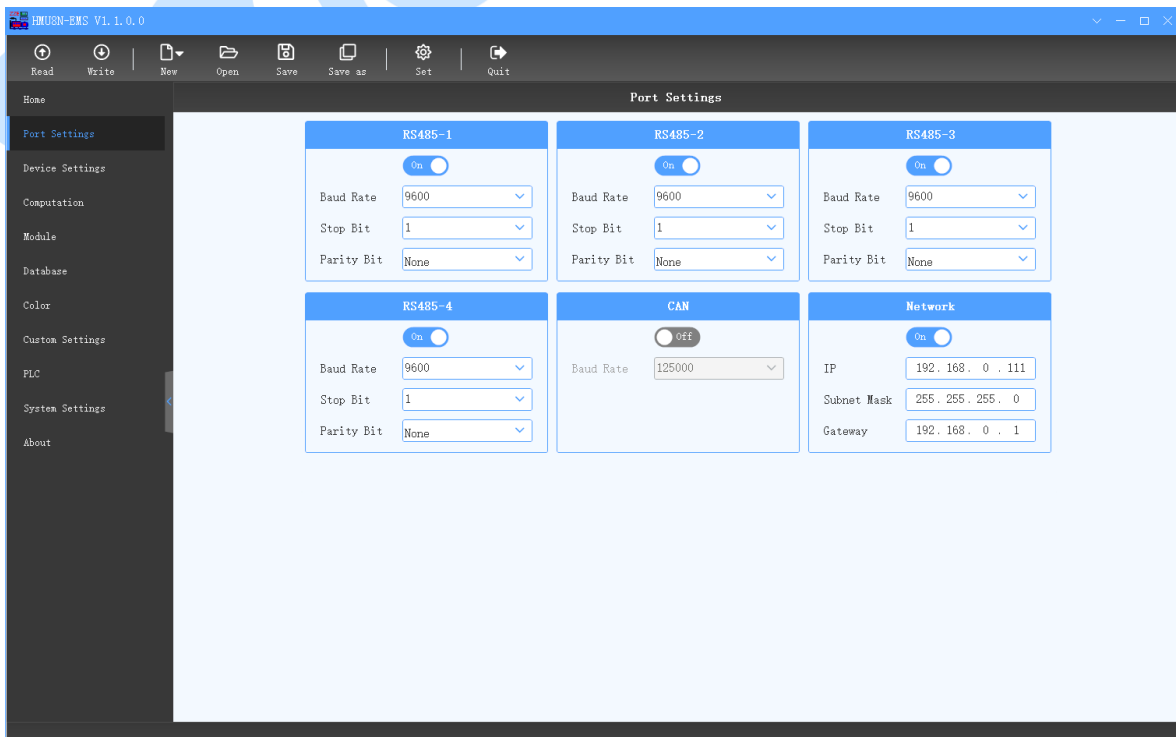 HMU8N-EMS V1.1.0.0
Read Write New Open Save Save as Set Quit
Home
Port Settings
Device Settings
Computation
Module
Database
Color
Custom Settings
PLC
System Settings
About
Port Settings
RS485-1
On
Baud Rate 9600
Stop Bit 1
Parity Bit None
RS485-2
On
Baud Rate 9600
Stop Bit 1
Parity Bit None
RS485-3
On
Baud Rate 9600
Stop Bit 1
Parity Bit None
RS485-4
On
Baud Rate 9600
Stop Bit 1
Parity Bit None
CAN
Off
Baud Rate 125000
Network
On
IP 192.168. 0 .111
Subnet Mask 255.255.255. 0
Gateway 192.168. 0 . 1